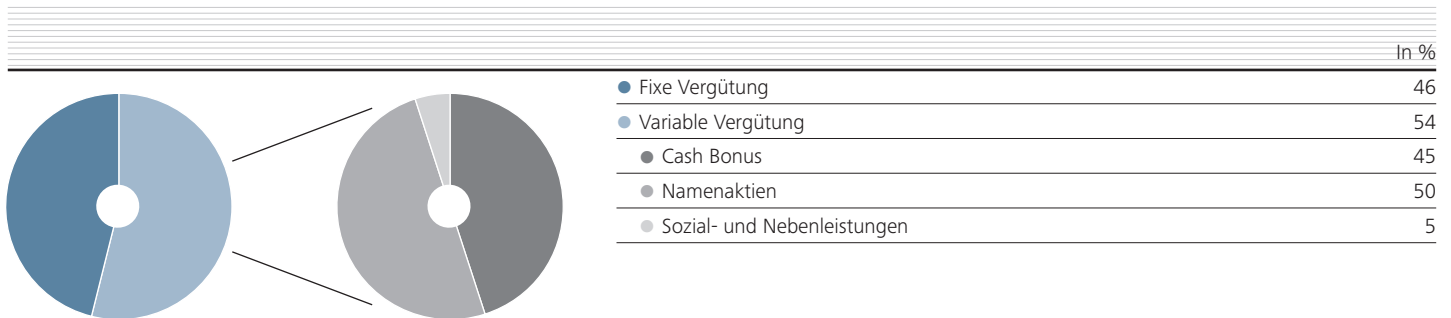 In %
Fixe Vergütung 46
Variable Vergütung 54
Cash Bonus 45
Namenaktien 50
Sozial- und Nebenleistungen 5